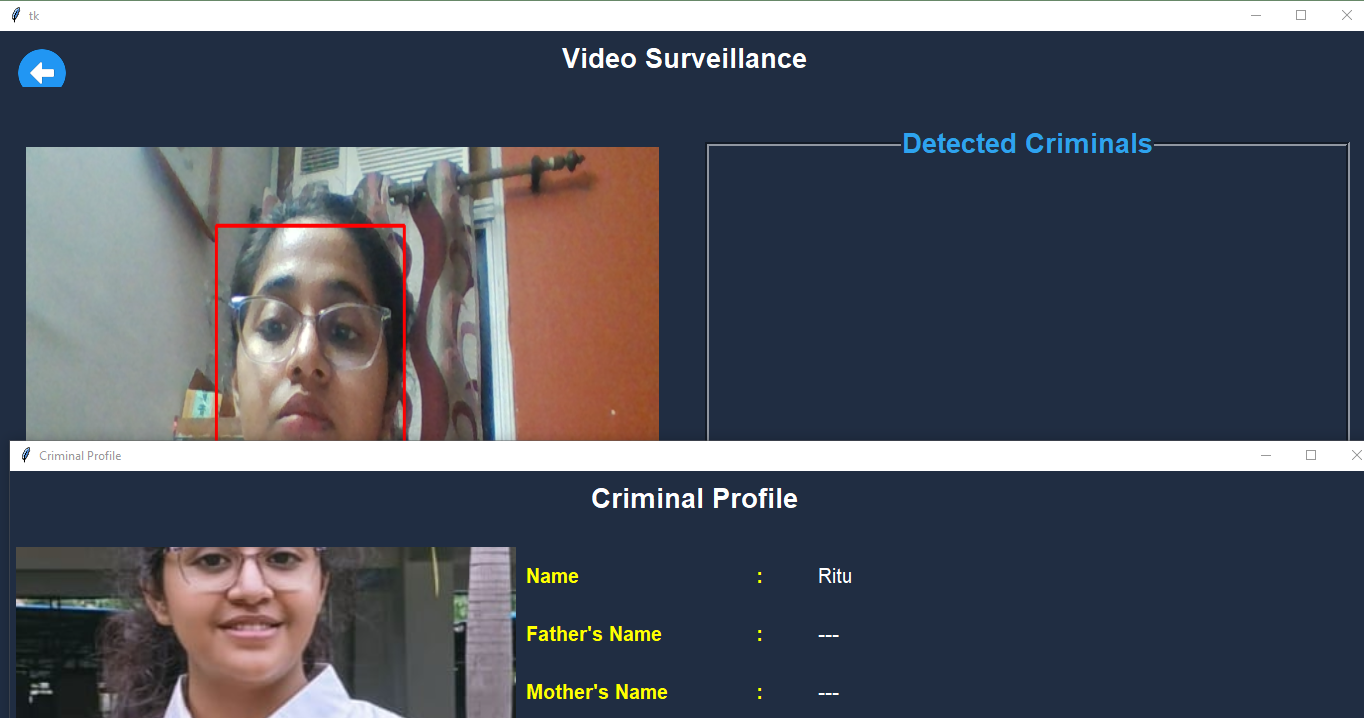 tk
Video Surveillance
Detected Criminals
Criminal Profile
Criminal Profile
Name : Ritu
Father's Name : ---
Mother's Name : ---